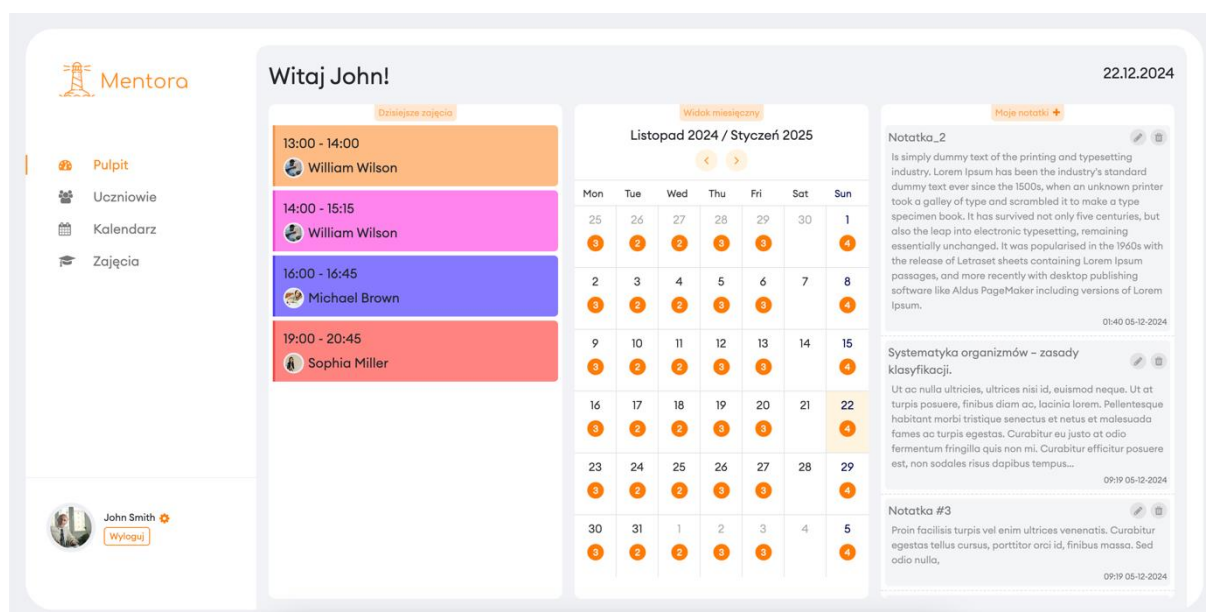 Mentora
Pulpit
Uczniowie
Kalendarz
Zajęcia
John Smith
Wyloguj
Witaj John!
22.12.2024
Dzisiejsze zajęcia
13:00 - 14:00
William Wilson
14:00 - 15:15
William Wilson
16:00 - 16:45
Michael Brown
19:00 - 20:45
Sophia Miller
Widok miesięczny
Listopad 2024 / Styczeń 2025
< >
Mon Tue Wed Thu Fri Sat Sun
25 26 27 28 29 30 1
3 2 2 3 3 4
2 3 4 5 6 7 8
3 2 2 3 3 4
9 10 11 12 13 14 15
3 2 2 3 3 4
16 17 18 19 20 21 22
3 2 2 3 3 4
23 24 25 26 27 28 29
3 2 2 3 3 4
30 31 1 2 3 4 5
3 2 2 3 3 4
Moje notatki +
Notatka_2
Is simply dummy text of the printing and typesetting
industry. Lorem Ipsum has been the industry's standard
dummy text ever since the 1500s, when an unknown printer
took a galley of type and scrambled it to make a type
specimen book. It has survived not only five centuries, but
also the leap into electronic typesetting, remaining
essentially unchanged. It was popularised in the 1960s with
the release of Letraset sheets containing Lorem Ipsum
passages, and more recently with desktop publishing
software like Aldus PageMaker including versions of Lorem
Ipsum.
01:40 05-12-2024
Systematyka organizmów – zasady
klasyfikacji.
Ut ac nulla ultricies, ultrices nisi id, euismod neque. Ut at
turpis posuere, finibus diam ac, lacinia lorem. Pellentesque
habitant morbi tristique senectus et netus et malesuada
fames ac turpis egestas. Curabitur eu justo at odio
fermentum fringilla quis non mi. Curabitur efficitur posuere
est, non sodales risus dapibus tempus...
09:19 05-12-2024
Notatka #3
Proin facilisis turpis vel enim ultrices venenatis. Curabitur
egestas tellus cursus, porttitor orci id, finibus massa. Sed
odio nulla,
09:19 05-12-2024